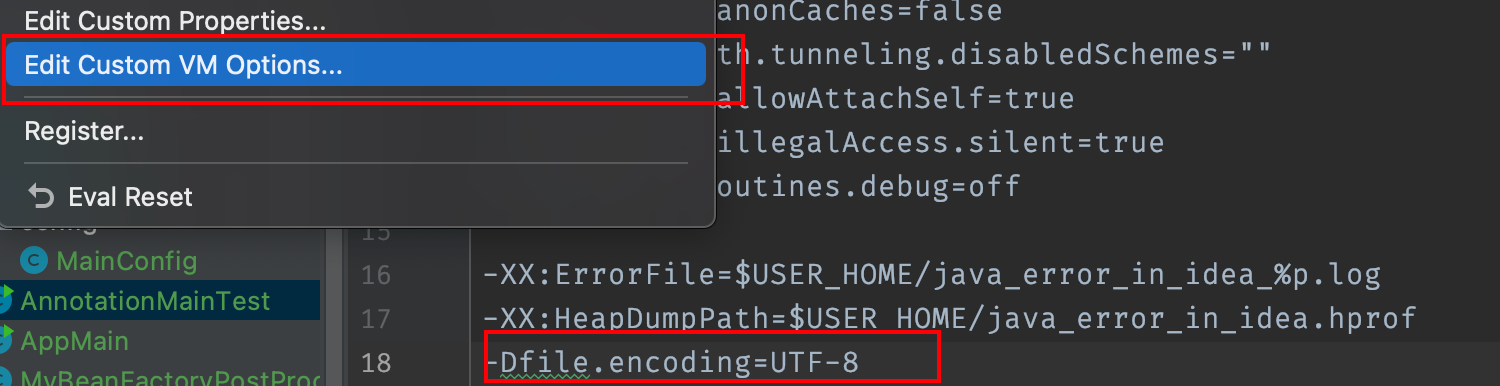 Edit Custom Properties...
Edit Custom VM Options...
Register...
Eval Reset
anonCaches=false
th.tunneling.disabledSchemes=""
allowAttachSelf=true
illegalAccess.silent=true
outines.debug=off
config
MainConfig
AnnotationMainTest
AppMain
MyBeanFactoryPostProc
15
16 -XX:ErrorFile=$USER_HOME/java_error_in_idea_%p.log
17 -XX:HeapDumpPath=$USER_HOME/java_error_in_idea.hprof
18 -Dfile.encoding=UTF-8